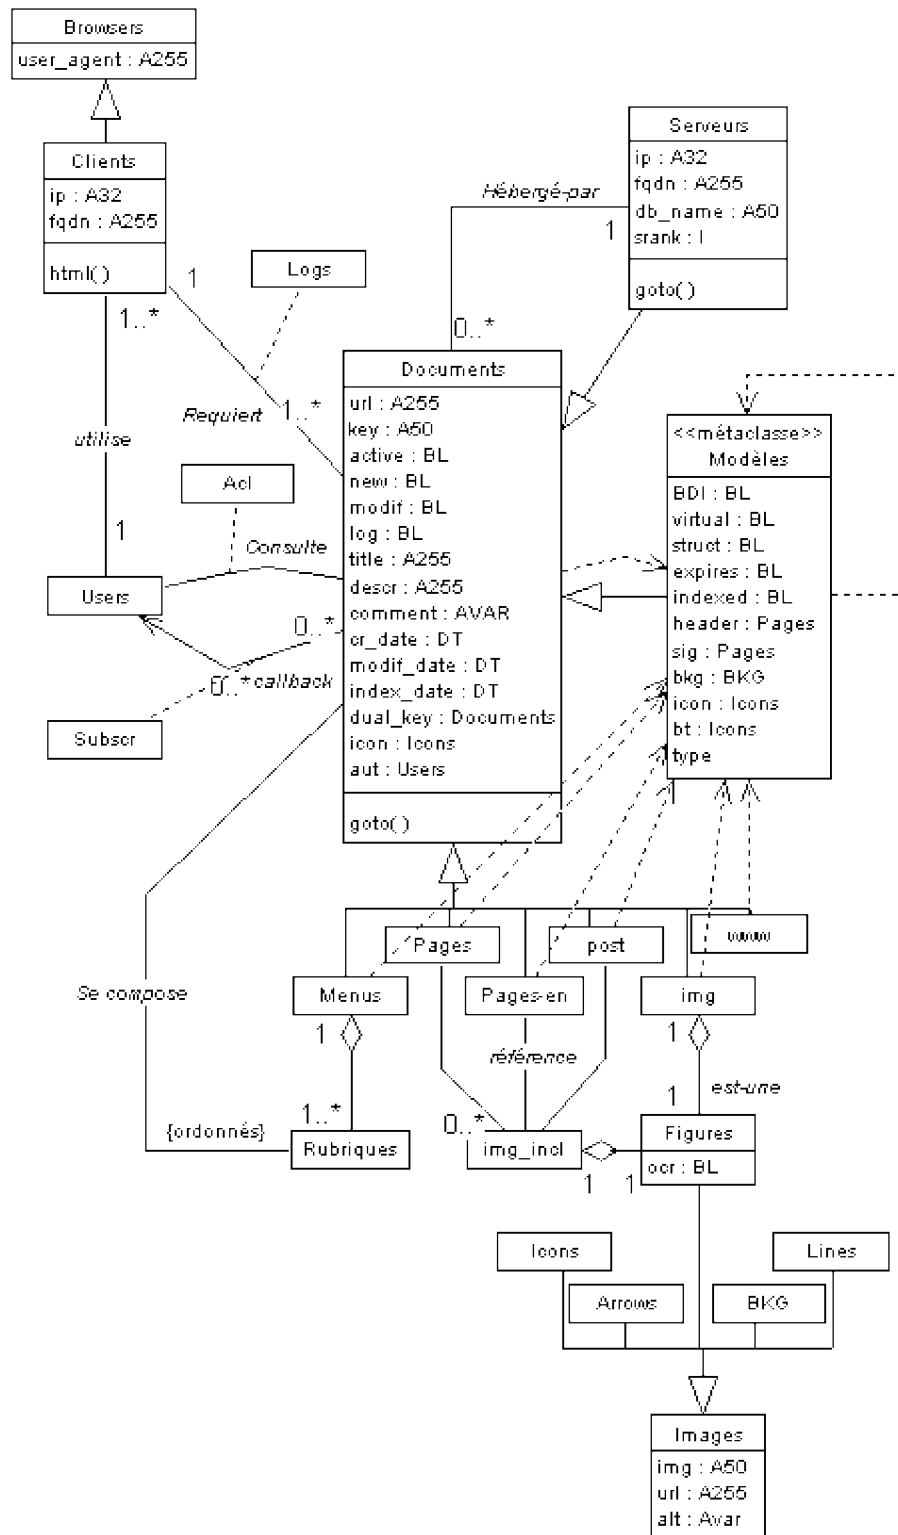 Browsers
user_agent : A255
Clients
ip : A32
fqdn : A255
html( )
Serveurs
ip : A32
fqdn : A255
db_name : A50
srank : I
goto( )
Hébergé-par
1
0..*
Logs
1
1..*
Requiert
1..*
utilise
1
Acl
Consulte
Users
0..*
0..*
callback
Subscr
Documents
url : A255
key : A50
active : BL
new : BL
modif : BL
log : BL
title : A255
descr : A255
comment : AVAR
cr_date : DT
modif_date : DT
index_date : DT
dual_key : Documents
icon : Icons
aut : Users
goto( )
<<métaclasse>>
Modèles
BDI : BL
virtual : BL
struct : BL
expires : BL
indexed : BL
header : Pages
sig : Pages
bkg : BKG
icon : Icons
bt : Icons
type
Pages
post
www
Menus
Pages-en
img
Se compose
1
référence
1
est-une
1..*
0..*
1
{ordonnés}
Rubriques
img_incl
1
1
Figures
ocr : BL
Icons
Lines
Arrows
BKG
Images
img : A50
url : A255
alt : Avar